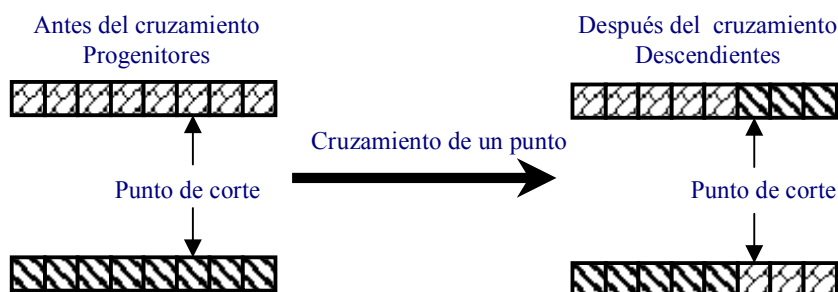 Antes del cruzamiento
Progenitores
Después del cruzamiento
Descendientes
Cruzamiento de un punto
Punto de corte
Punto de corte